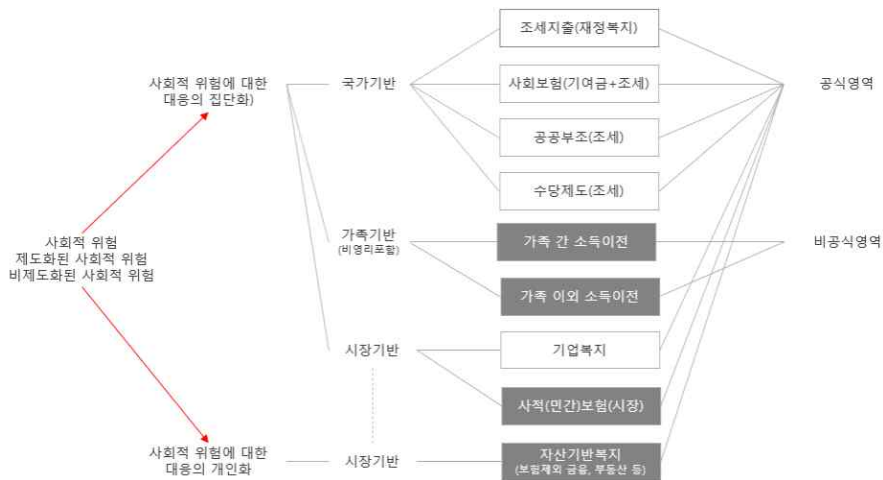 조세지출(재정복지)
사회적 위험에 대한
대응의 집단화)
국가기반
사회보험(기여금+조세)
공식영역
공공부조(조세)
수당제도(조세)
사회적 위험
제도화된 사회적 위험
비제도화된 사회적 위험
가족기반
(비영리포함)
가족 간 소득이전
비공식영역
가족 이외 소득이전
시장기반
기업복지
사적(민간)보험(시장)
사회적 위험에 대한
대응의 개인화
시장기반
자산기반복지
(보험제외 금융, 부동산 등)